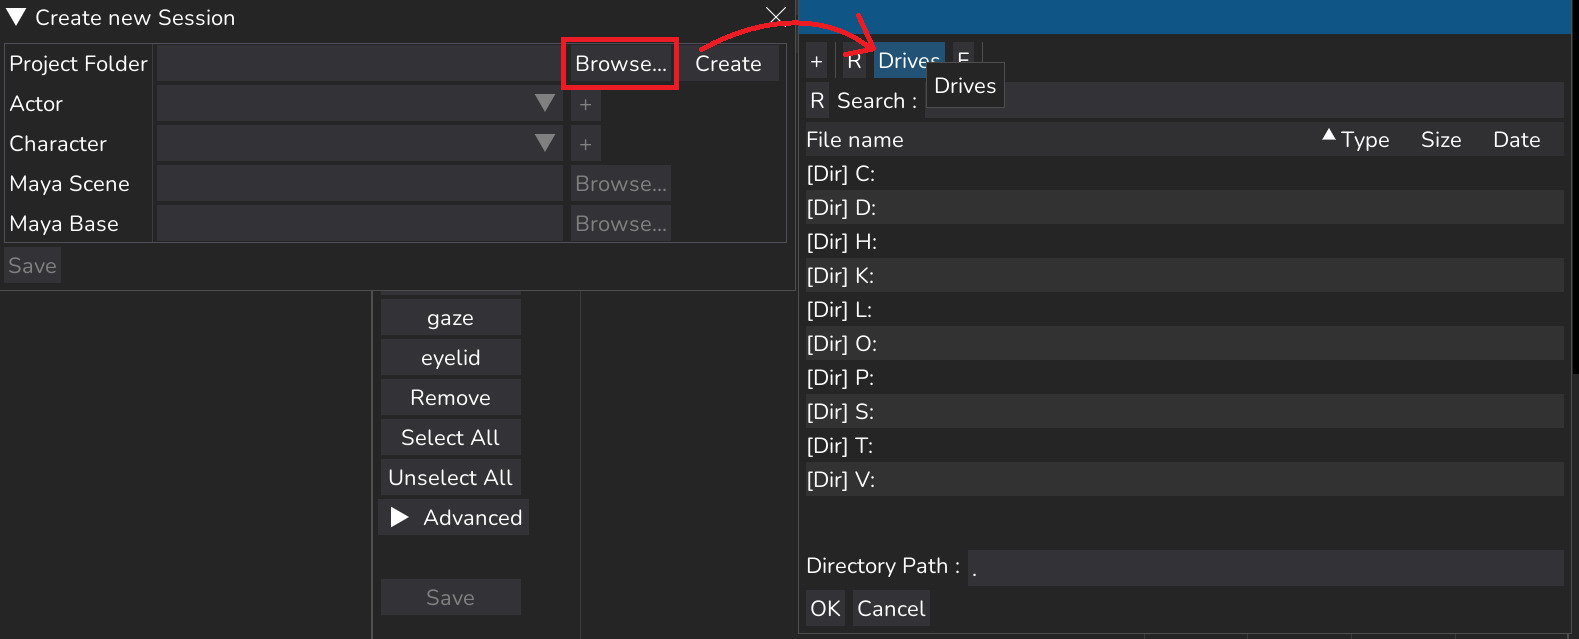 Create new Session
Project Folder Browse... Create
Actor +
Character +
Maya Scene Browse...
Maya Base Browse...
Save
gaze
eyelid
Remove
Select All
Unselect All
Advanced
Save
+ R Drives
Drives
R Search :
File name Type Size Date
[Dir] C:
[Dir] D:
[Dir] H:
[Dir] K:
[Dir] L:
[Dir] O:
[Dir] P:
[Dir] S:
[Dir] T:
[Dir] V:
Directory Path : .
OK Cancel